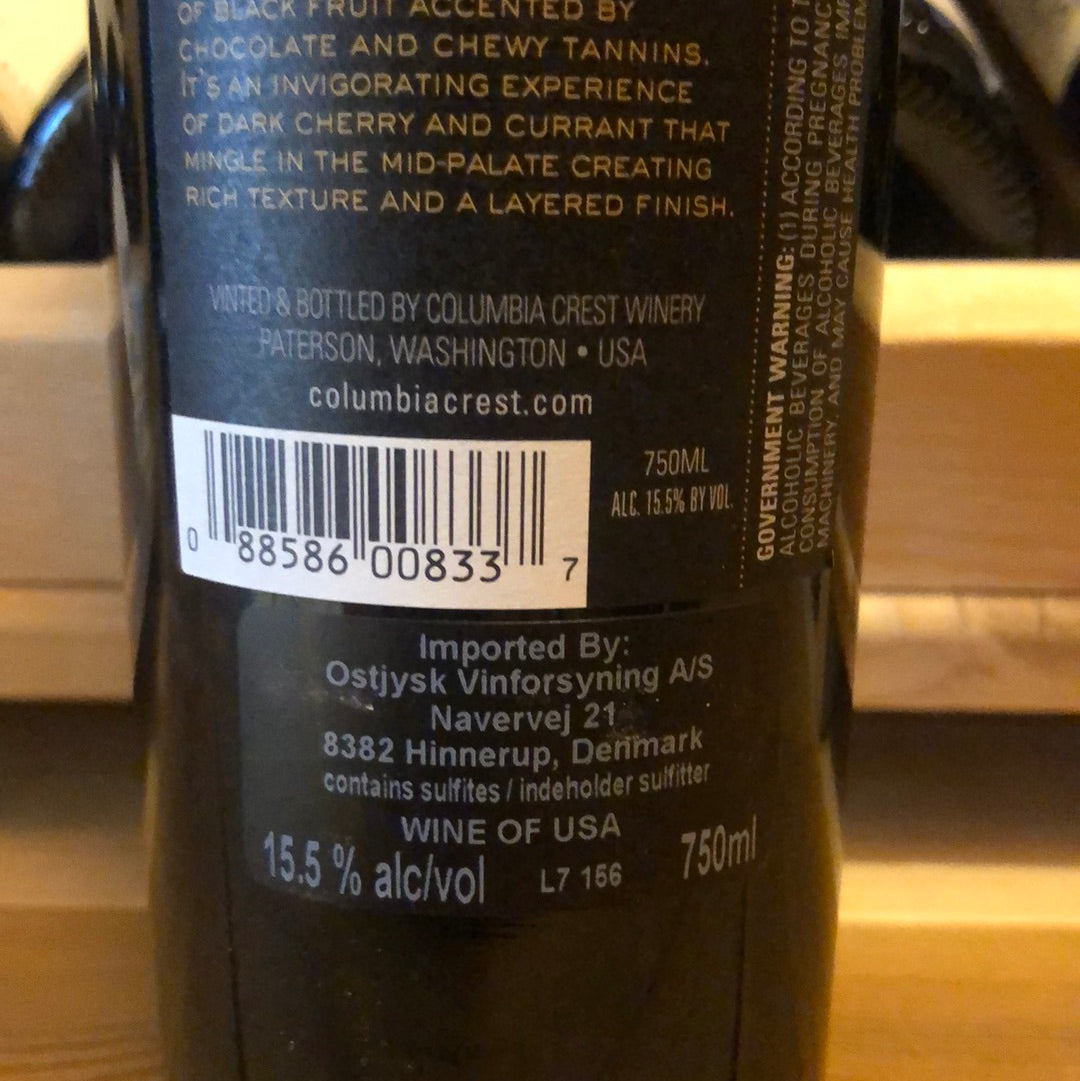 OF BLACK FRUIT ACCENTED BY
CHOCOLATE AND CHEWY TANNINS.
IT'S AN INVIGORATING EXPERIENCE
OF DARK CHERRY AND CURRANT THAT
MINGLE IN THE MID-PALATE CREATING
RICH TEXTURE AND A LAYERED FINISH.
VINTED & BOTTLED BY COLUMBIA CREST WINERY
PATERSON, WASHINGTON • USA
columbiacrest.com
0 88586 00833 7
750ML
ALC. 15.5% BY VOL.
GOVERNMENT WARNING: (1) ACCORDING TO
ALCOHOLIC BEVERAGES DURING PREGNANCY
CONSUMPTION OF ALCOHOLIC BEVERAGES
MACHINERY, AND MAY CAUSE HEALTH PROBLEM
Imported By:
Ostjysk Vinforsyning A/S
Navervej 21
8382 Hinnerup, Denmark
contains sulfites / indeholder sulfitter
WINE OF USA
15.5 % alc/vol L7 156 750ml